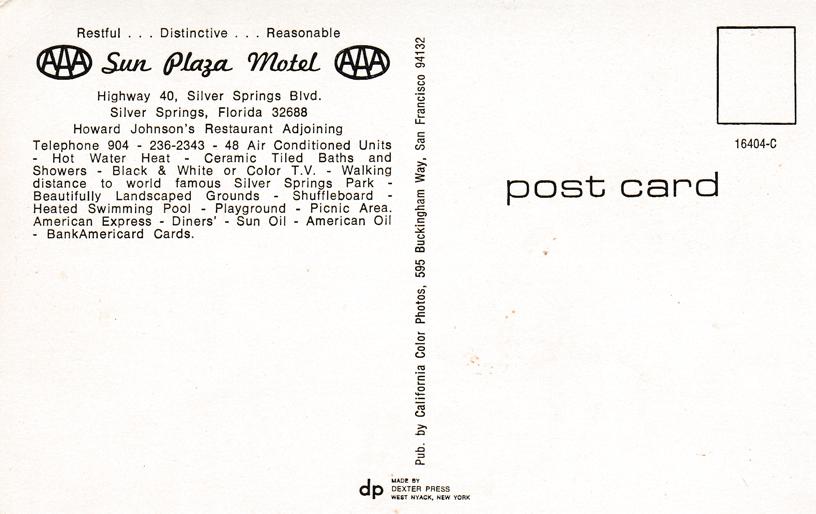 Restful . . . Distinctive . . . Reasonable
AAA Sun Plaza Motel AAA
Highway 40, Silver Springs Blvd.
Silver Springs, Florida 32688
Howard Johnson's Restaurant Adjoining
Telephone 904 - 236-2343 - 48 Air Conditioned Units
- Hot Water Heat - Ceramic Tiled Baths and
Showers - Black & White or Color T.V. - Walking
distance to world famous Silver Springs Park -
Beautifully Landscaped Grounds - Shuffleboard -
Heated Swimming Pool - Playground - Picnic Area.
American Express - Diners' - Sun Oil - American Oil
- BankAmericard Cards.
Pub. by California Color Photos, 595 Buckingham Way, San Francisco 94132
16404-C
post card
dp
MADE BY
DEXTER PRESS
WEST NYACK, NEW YORK